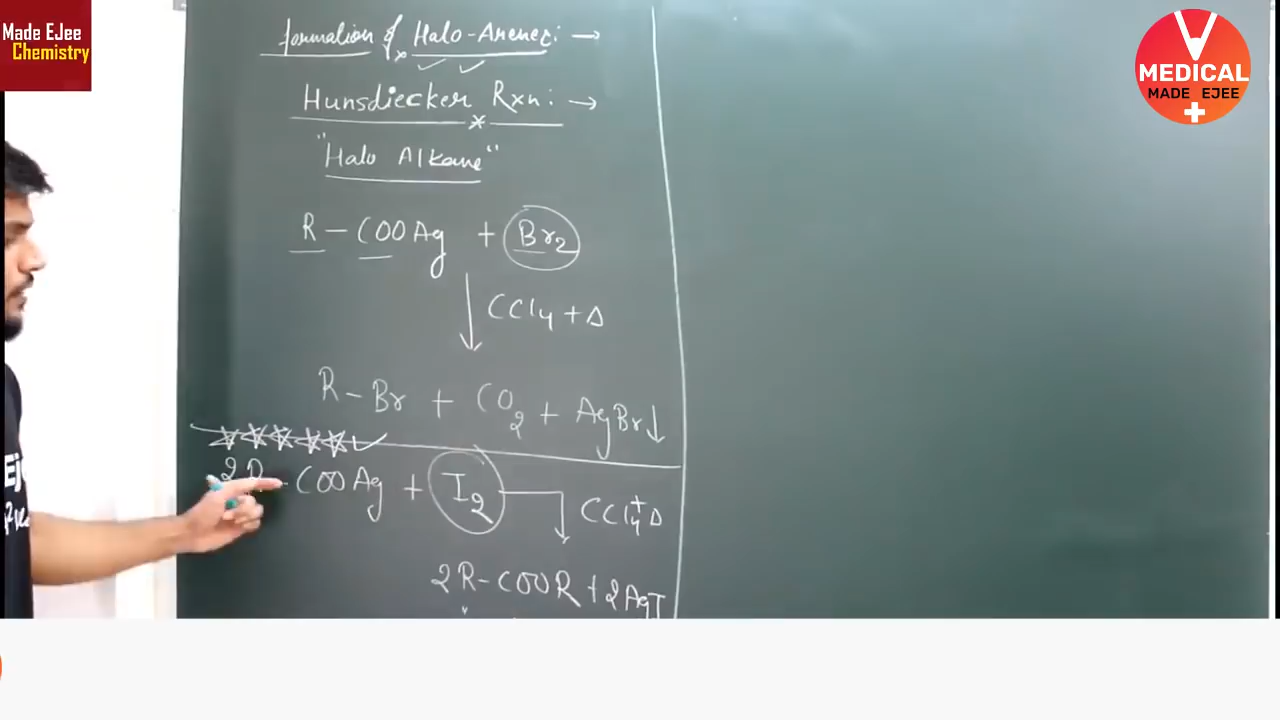 Made EJee
Chemistry
MEDICAL
MADE EJEE
formation of Halo-Arenes: →
Hunsdiecker Rxn: →
"Halo Alkane"
R - COOAg + Br2
CCl4 + Δ
R - Br + CO2 + AgBr↓
2R - COOAg + I2
CCl4 + Δ
2R - COOR + 2AgI